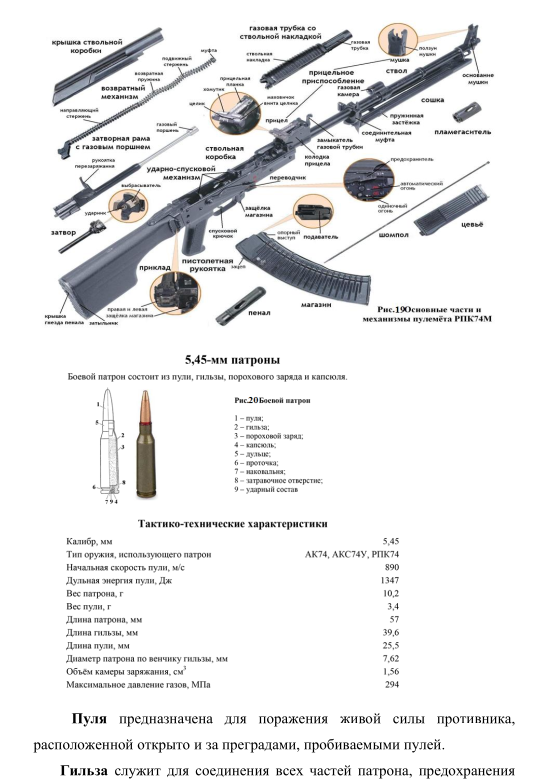 газовая трубка со
ствольной накладкой
крышка ствольной
коробки
муфта
подвижный
стержень
возвратная
пружина
возвратный
механизм
направляющий
стержень
ствольная
накладка
газовая
трубка
ползун
мушки
мушка
основание
мушки
прицельная
планка
хомутик
маховичок
винта целика
целик
прицел
прицельное
приспособление
ствол
газовая
камера
сошка
пружинная
застёжка
соединительная
муфта
пламегаситель
затворная рама
с газовым поршнем
газовый
поршень
ствольная
коробка
колодка
прицела
замыкатель
газовой трубки
рукоятка
перезаряжания
выбрасыватель
ударник
затвор
ударно-спусковой
механизм
переводчик
предохранитель
автоматический
огонь
одиночный
огонь
защёлка
магазина
спусковой
крючок
опорный
выступ
подаватель
шомпол
цевьё
приклад
пистолетная
рукоятка
зацеп
магазин
правая и левая
защёлка магазина
пенал
крышка
гнезда пенала
затыльник
Рис.19Основные части и
механизмы пулемёта РПК74М
5,45-мм патроны
Боевой патрон состоит из пули, гильзы, порохового заряда и капсюля.
Рис.20Боевой патрон
1 – пуля;
2 – гильза;
3 – пороховой заряд;
4 – капсюль;
5 – дульце;
6 – проточка;
7 – наковальня;
8 – затравочное отверстие;
9 – ударный состав
1
5
2
3
6
8
7 9 4
Тактико-технические характеристики
Калибр, мм 5,45
Тип оружия, использующего патрон АК74, АКС74У, РПК74
Начальная скорость пули, м/с 890
Дульная энергия пули, Дж 1347
Вес патрона, г 10,2
Вес пули, г 3,4
Длина патрона, мм 57
Длина гильзы, мм 39,6
Длина пули, мм 25,5
Диаметр патрона по венчику гильзы, мм 7,62
Объём камеры заряжания, см³ 1,56
Максимальное давление газов, МПа 294
Пуля предназначена для поражения живой силы противника,
расположенной открыто и за преградами, пробиваемыми пулей.
Гильза служит для соединения всех частей патрона, предохранения